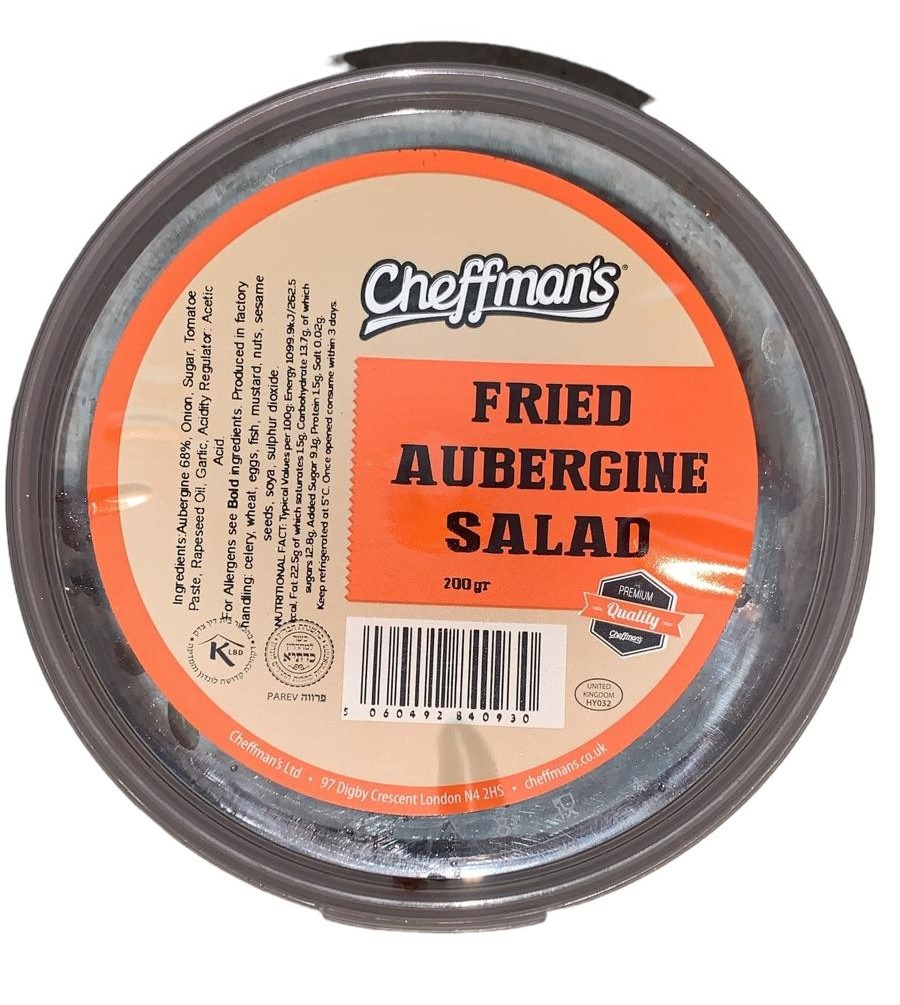 Cheffman's®
FRIED
AUBERGINE
SALAD
200 gr
PREMIUM
Quality
Cheffman's
Ingredients: Aubergine 68%, Onion, Sugar, Tomatoe
Paste, Rapeseed Oil, Garlic, Acidity Regulator: Acetic
Acid.
For Allergens see Bold ingredients. Produced in factory
handling: celery, wheat, eggs, fish, mustard, nuts, sesame
seeds, soya, sulphur dioxide.
NUTRITIONAL FACT: Typical Values per 100g: Energy 1099.9kJ/262.5
kcal, Fat 22.5g of which saturates 1.5g, Carbohydrate 13.7g, of which
sugars 12.8g, Added Sugar 9.1g, Protein 1.5g, Salt 0.02g.
Keep refrigerated at 5°C. Once opened consume within 3 days.
K LBD
כדתיא
PAREV פרווה
5 060492 840930
UNITED
KINGDOM
HY032
Cheffman's Ltd • 97 Digby Crescent London N4 2HS • cheffmans.co.uk